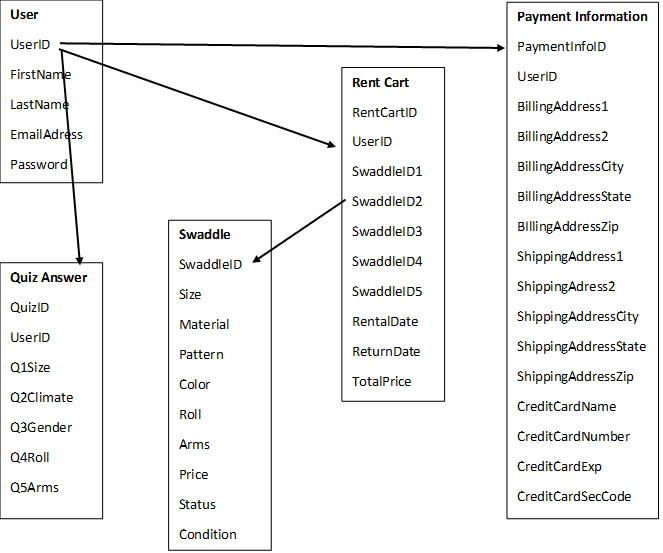 User
UserID
FirstName
LastName
EmailAdress
Password
Quiz Answer
QuizID
UserID
Q1Size
Q2Climate
Q3Gender
Q4Roll
Q5Arms
Swaddle
SwaddleID
Size
Material
Pattern
Color
Roll
Arms
Price
Status
Condition
Rent Cart
RentCartID
UserID
SwaddleID1
SwaddleID2
SwaddleID3
SwaddleID4
SwaddleID5
RentalDate
ReturnDate
TotalPrice
Payment Information
PaymentInfoID
UserID
BillingAddress1
BillingAddress2
BillingAddressCity
BillingAddressState
BIllingAddressZip
ShippingAddress1
ShippingAdress2
ShippingAddressCity
ShippingAddressState
ShippingAddressZip
CreditCardName
CreditCardNumber
CreditCardExp
CreditCardSecCode